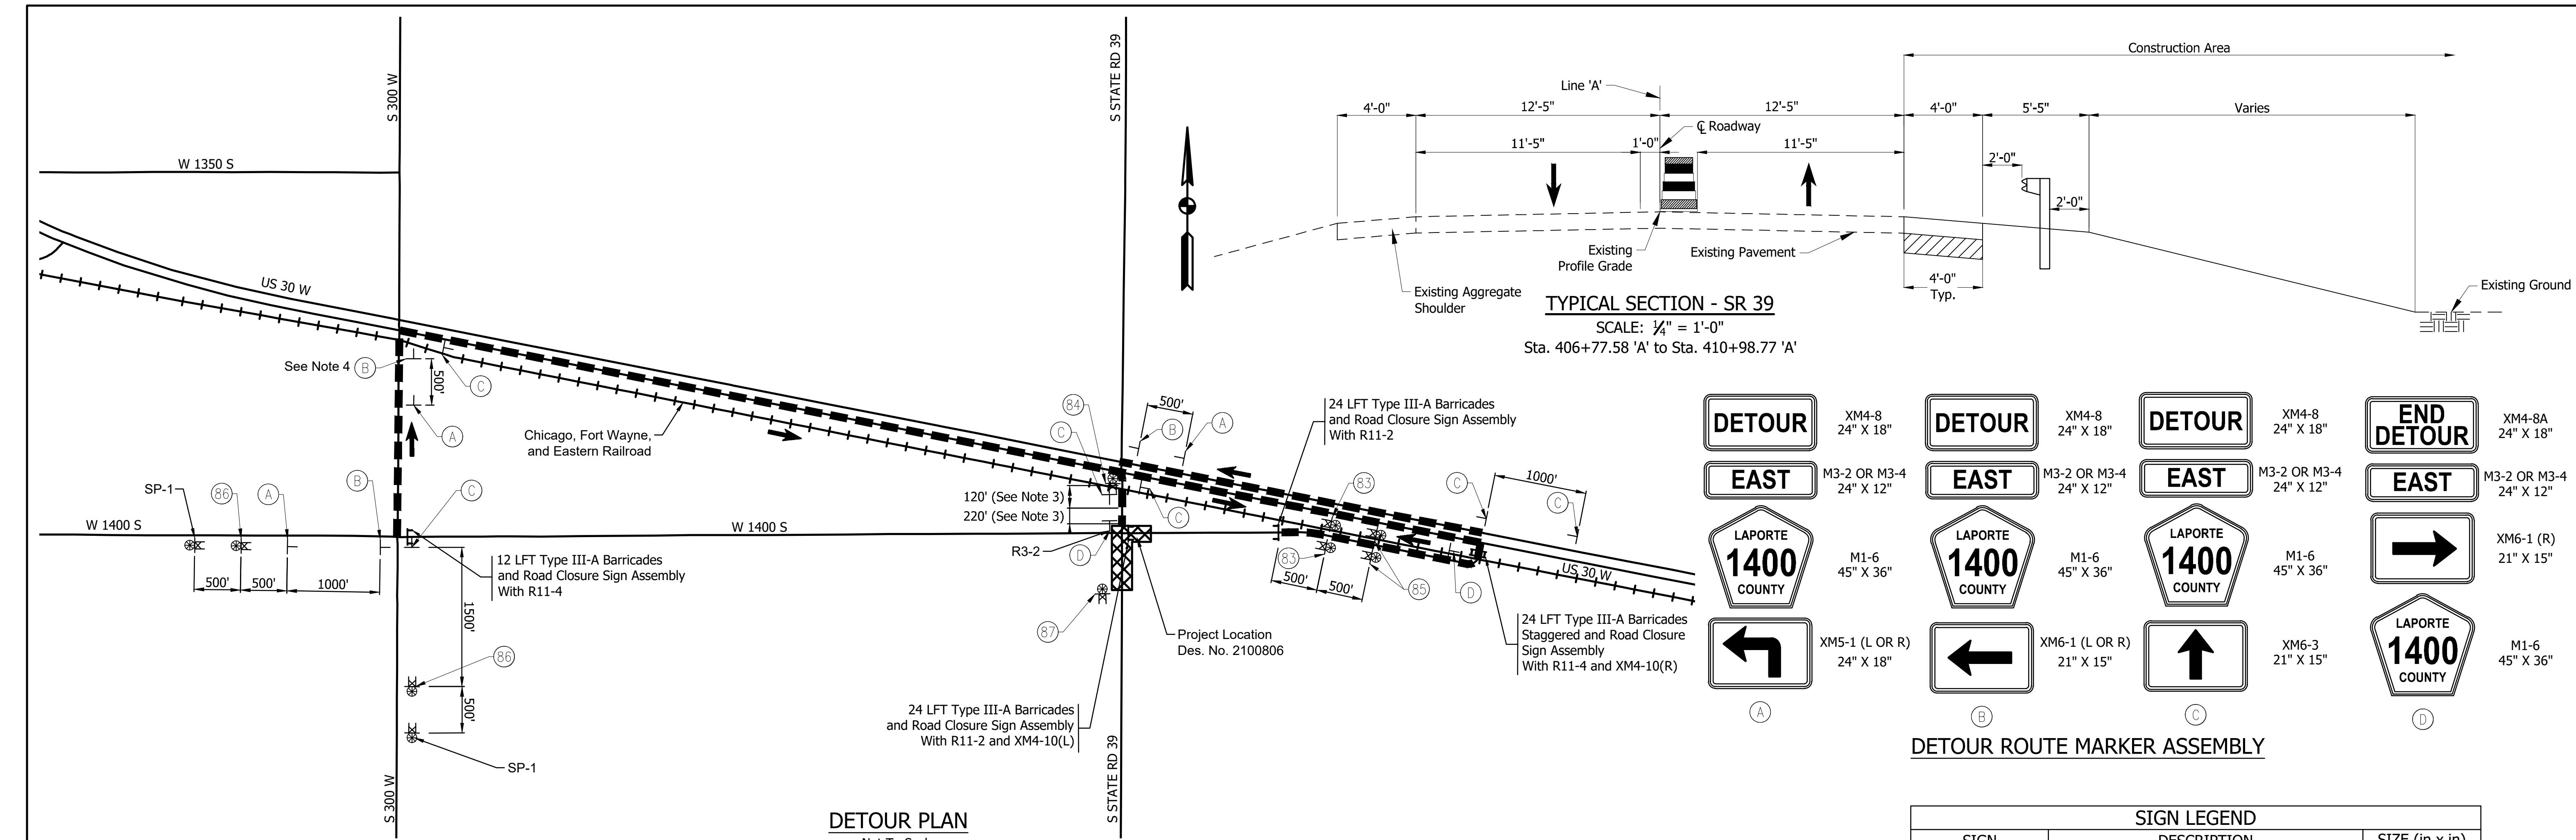 S 300 W
S STATE RD 39
W 1350 S
US 30 W
See Note 4
B
500'
C
A
Chicago, Fort Wayne,
and Eastern Railroad
SP-1
86
A
B
C
W 1400 S
W 1400 S
500'
500'
1000'
12 LFT Type III-A Barricades
and Road Closure Sign Assembly
With R11-4
1500'
86
500'
SP-1
S 300 W
84
C
500'
B
A
24 LFT Type III-A Barricades
and Road Closure Sign Assembly
With R11-2
120' (See Note 3)
220' (See Note 3)
C
83
C
1000'
C
R3-2
D
83
500'
500'
85
D
US 30 W
87
Project Location
Des. No. 2100806
24 LFT Type III-A Barricades
Staggered and Road Closure
Sign Assembly
With R11-4 and XM4-10(R)
24 LFT Type III-A Barricades
and Road Closure Sign Assembly
With R11-2 and XM4-10(L)
S STATE RD 39
DETOUR PLAN
Construction Area
Line 'A'
4'-0"
12'-5"
12'-5"
4'-0"
5'-5"
Varies
℄ Roadway
11'-5"
1'-0"
11'-5"
2'-0"
2'-0"
Existing
Profile Grade
Existing Pavement
4'-0"
Typ.
Existing Aggregate
Shoulder
Existing Ground
TYPICAL SECTION - SR 39
SCALE: 1/4" = 1'-0"
Sta. 406+77.58 'A' to Sta. 410+98.77 'A'
DETOUR
XM4-8
24" X 18"
EAST
M3-2 OR M3-4
24" X 12"
LAPORTE
1400
COUNTY
M1-6
45" X 36"
XM5-1 (L OR R)
24" X 18"
A
DETOUR
XM4-8
24" X 18"
EAST
M3-2 OR M3-4
24" X 12"
LAPORTE
1400
COUNTY
M1-6
45" X 36"
XM6-1 (L OR R)
21" X 15"
B
DETOUR
XM4-8
24" X 18"
EAST
M3-2 OR M3-4
24" X 12"
LAPORTE
1400
COUNTY
M1-6
45" X 36"
XM6-3
21" X 15"
C
END
DETOUR
XM4-8A
24" X 18"
EAST
M3-2 OR M3-4
24" X 12"
XM6-1 (R)
21" X 15"
LAPORTE
1400
COUNTY
M1-6
45" X 36"
D
DETOUR ROUTE MARKER ASSEMBLY
SIGN LEGEND
SIGN
DESCRIPTION
SIZE (in x in)